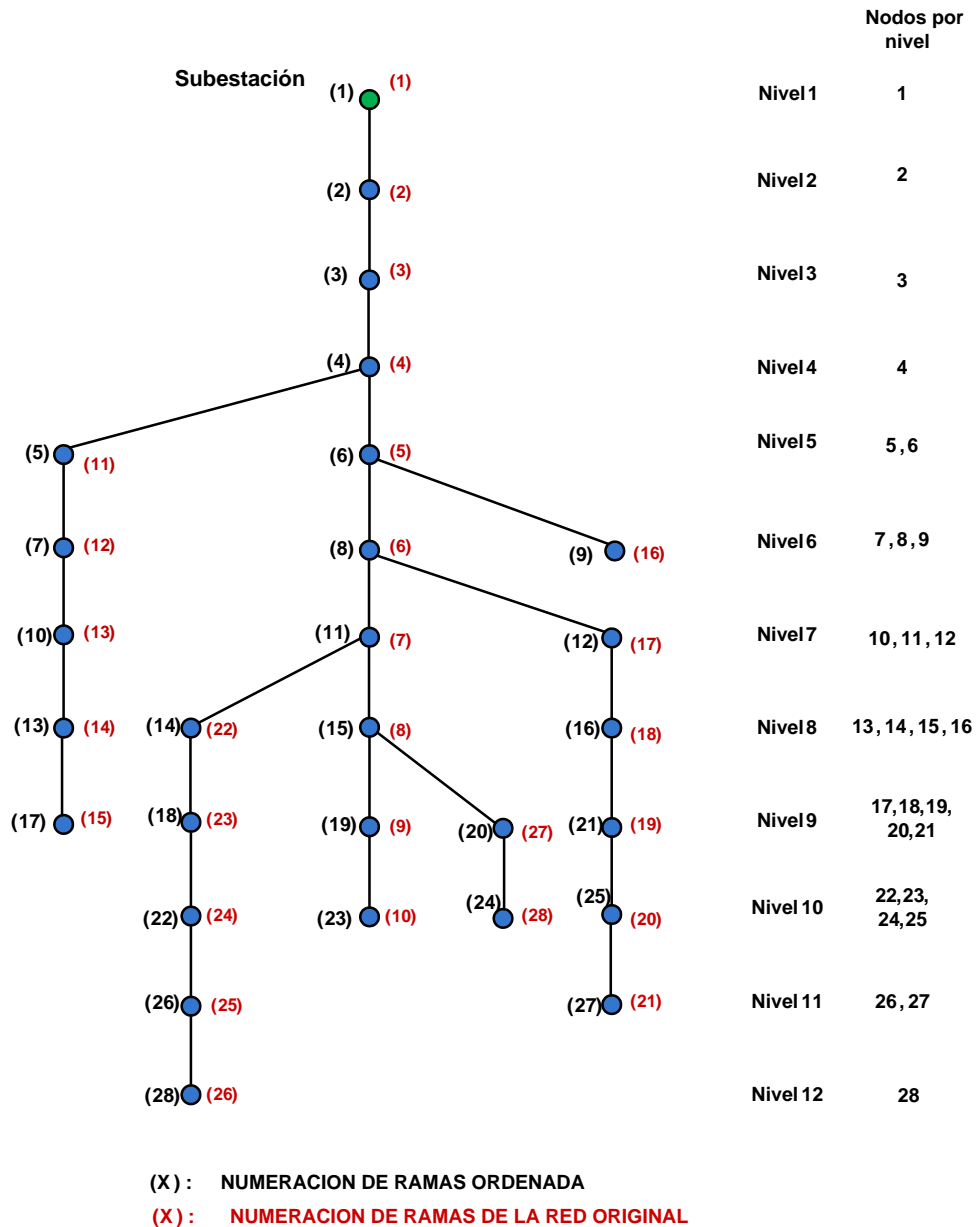 Nodos por
nivel
Subestación (1) (1) Nivel 1 1
(2) (2) Nivel 2 2
(3) (3) Nivel 3 3
(4) (4) Nivel 4 4
(5) (11) (6) (5) Nivel 5 5, 6
(7) (12) (8) (6) (9) (16) Nivel 6 7, 8, 9
(10) (13) (11) (7) (12) (17) Nivel 7 10, 11, 12
(13) (14) (14) (22) (15) (8) (16) (18) Nivel 8 13, 14, 15, 16
(17) (15) (18) (23) (19) (9) (20) (27) (21) (19) Nivel 9 17,18,19,
20,21
(22) (24) (23) (10) (24) (28) (25) (20) Nivel 10 22,23,
24,25
(26) (25) (27) (21) Nivel 11 26, 27
(28) (26) Nivel 12 28
(X) : NUMERACION DE RAMAS ORDENADA
(X) : NUMERACION DE RAMAS DE LA RED ORIGINAL